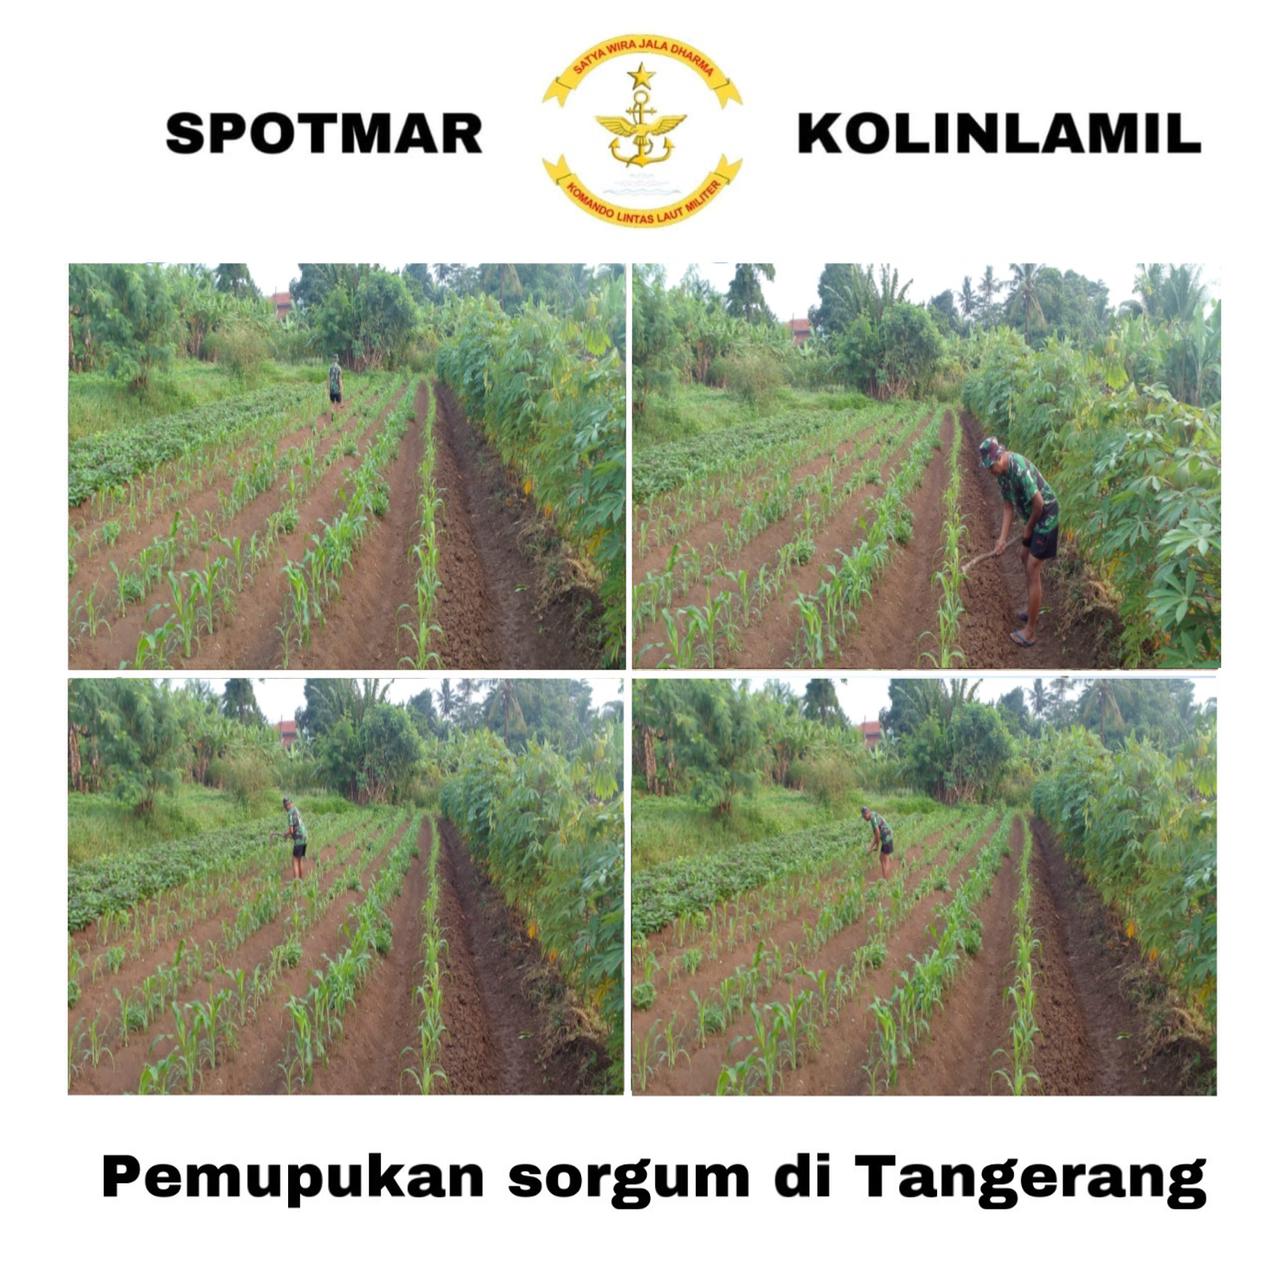 SPOTMAR
SATYA WIRA JALA DHARMA
KOMANDO LINTAS LAUT MILITER
KOLINLAMIL
Pemupukan sorgum di Tangerang